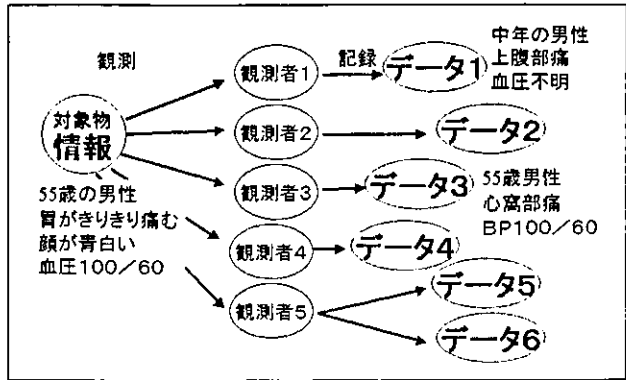 観測
対象物
情報
55歳の男性
胃がきりきり痛む
顔が青白い
血圧100／60
観測者1
記録
データ1
中年の男性
上腹部痛
血圧不明
観測者2
データ2
観測者3
データ3
55歳男性
心窩部痛
BP100／60
観測者4
データ4
観測者5
データ5
データ6